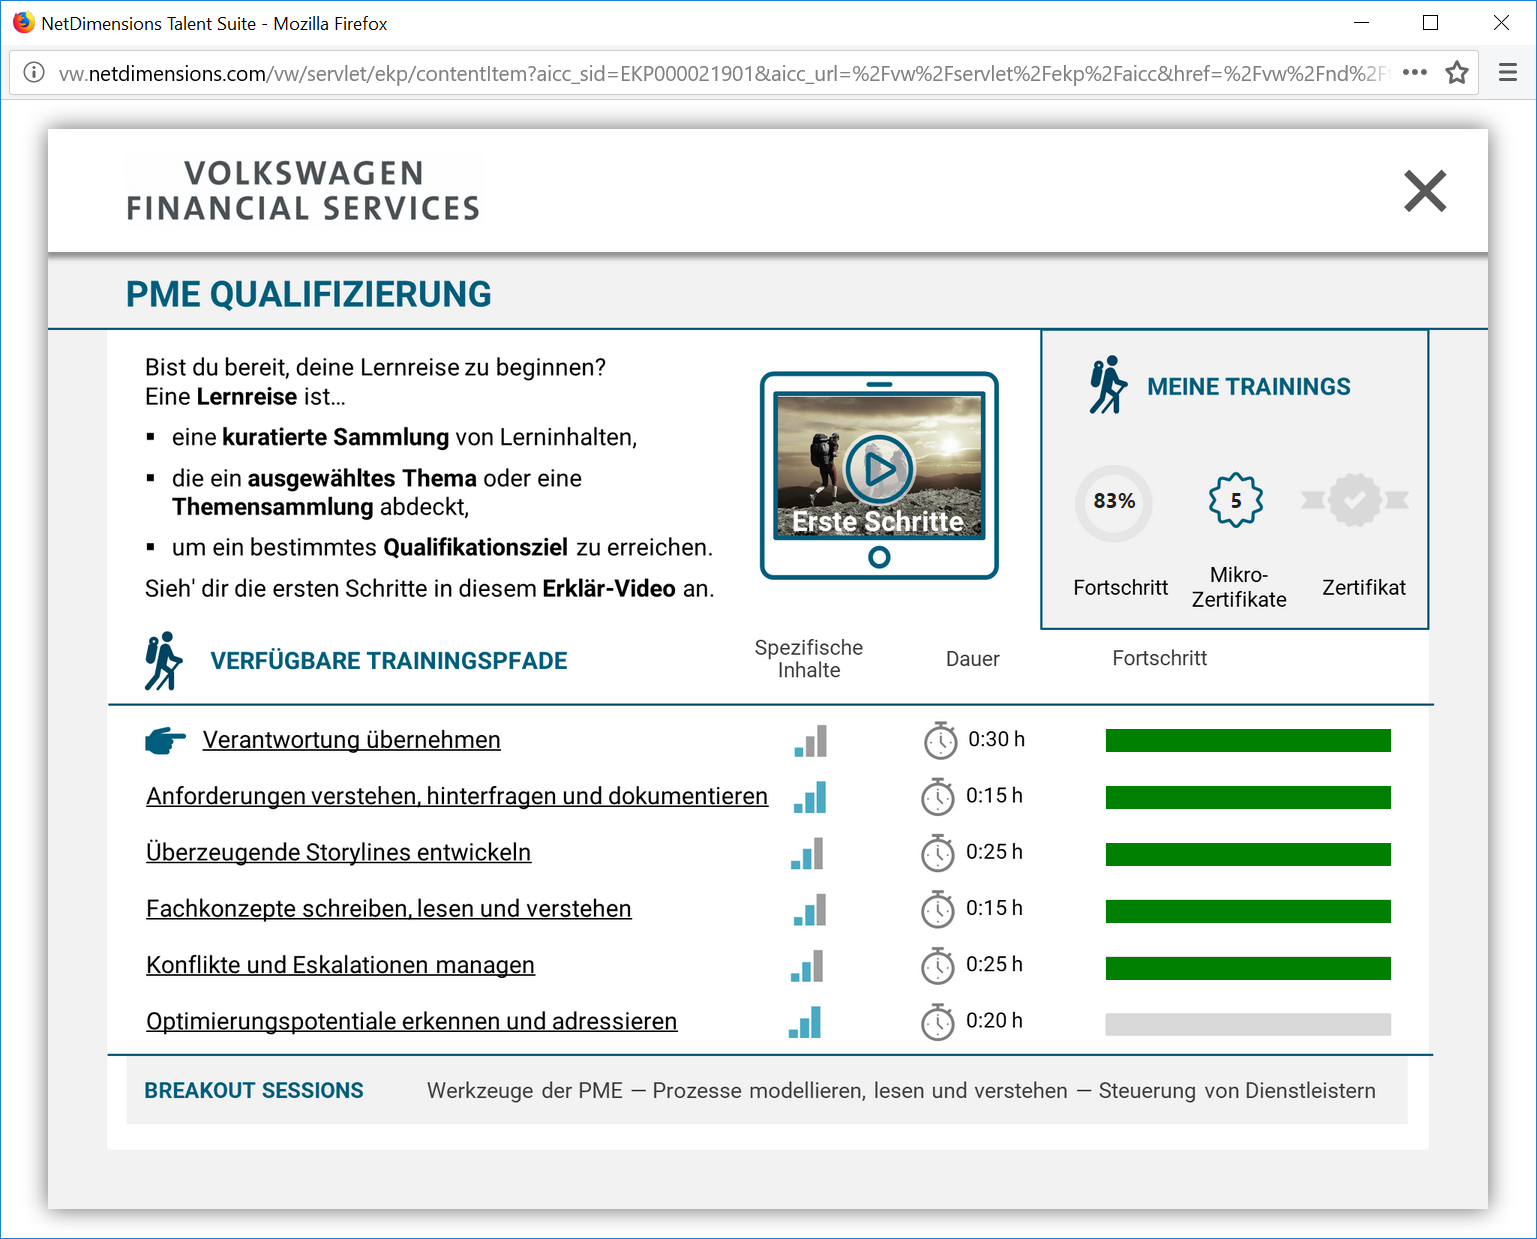 NetDimensions Talent Suite - Mozilla Firefox
vw.netdimensions.com/vw/servlet/ekp/contentItem?aicc_sid=EKP000021901&aicc_url=%2Fvw%2Fservlet%2Fekp%2Faicc&href=%2Fvw%2Fnd%2F
VOLKSWAGEN
FINANCIAL SERVICES
PME QUALIFIZIERUNG
Bist du bereit, deine Lernreise zu beginnen?
Eine Lernreise ist...
▪ eine kuratierte Sammlung von Lerninhalten,
▪ die ein ausgewähltes Thema oder eine
Themensammlung abdeckt,
▪ um ein bestimmtes Qualifikationsziel zu erreichen.
Sieh' dir die ersten Schritte in diesem Erklär-Video an.
Erste Schritte
MEINE TRAININGS
83%
5
Fortschritt
Mikro-
Zertifikate
Zertifikat
VERFÜGBARE TRAININGSPFADE
Spezifische
Inhalte
Dauer
Fortschritt
Verantwortung übernehmen 0:30 h
Anforderungen verstehen, hinterfragen und dokumentieren 0:15 h
Überzeugende Storylines entwickeln 0:25 h
Fachkonzepte schreiben, lesen und verstehen 0:15 h
Konflikte und Eskalationen managen 0:25 h
Optimierungspotentiale erkennen und adressieren 0:20 h
BREAKOUT SESSIONS Werkzeuge der PME — Prozesse modellieren, lesen und verstehen — Steuerung von Dienstleistern